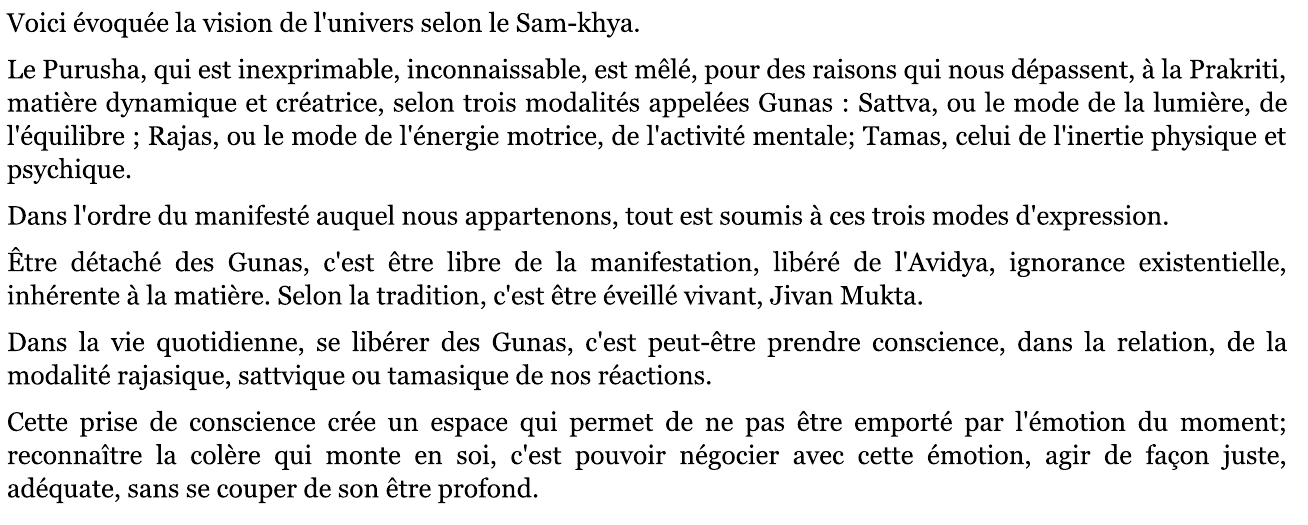 Voici évoquée la vision de l'univers selon le Sam-khya.
Le Purusha, qui est inexprimable, inconnaissable, est mêlé, pour des raisons qui nous dépassent, à la Prakriti,
matière dynamique et créatrice, selon trois modalités appelées Gunas : Sattva, ou le mode de la lumière, de
l'équilibre ; Rajas, ou le mode de l'énergie motrice, de l'activité mentale; Tamas, celui de l'inertie physique et
psychique.
Dans l'ordre du manifesté auquel nous appartenons, tout est soumis à ces trois modes d'expression.
Être détaché des Gunas, c'est être libre de la manifestation, libéré de l'Avidya, ignorance existentielle,
inhérente à la matière. Selon la tradition, c'est être éveillé vivant, Jivan Mukta.
Dans la vie quotidienne, se libérer des Gunas, c'est peut-être prendre conscience, dans la relation, de la
modalité rajasique, sattvique ou tamasique de nos réactions.
Cette prise de conscience crée un espace qui permet de ne pas être emporté par l'émotion du moment;
reconnaître la colère qui monte en soi, c'est pouvoir négocier avec cette émotion, agir de façon juste,
adéquate, sans se couper de son être profond.